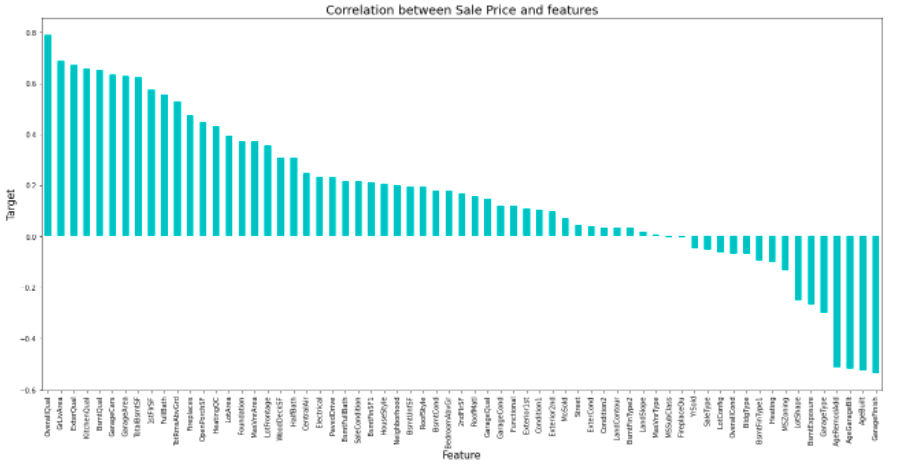 Correlation between Sale Price and features
Target
0.8
0.6
0.4
0.2
0.0
−0.2
−0.4
−0.6
OverallQual
GrLivArea
ExterQual
KitchenQual
BsmtQual
GarageCars
GarageArea
TotalBsmtSF
1stFlrSF
FullBath
TotRmsAbvGrd
Fireplaces
OpenPorchSF
HeatingQC
LotArea
Foundation
MasVnrArea
LotFrontage
WoodDeckSF
HalfBath
CentralAir
Electrical
PavedDrive
BsmtFullBath
SaleCondition
BsmtFinSF1
HouseStyle
Neighborhood
BsmtUnfSF
RoofStyle
BsmtCond
BedroomAbvGr
2ndFlrSF
RoofMatl
GarageQual
GarageCond
Functional
Exterior1st
Condition1
Exterior2nd
MoSold
Street
ExterCond
Condition2
LandContour
BsmtFinType2
LandSlope
MasVnrType
MSSubClass
FireplaceQu
YrSold
SaleType
LotConfig
OverallCond
BldgType
BsmtFinType1
Heating
MSZoning
LotShape
BsmtExposure
GarageType
AgeRemodAdd
AgeGarageBlt
AgeBuilt
GarageFinish
Feature